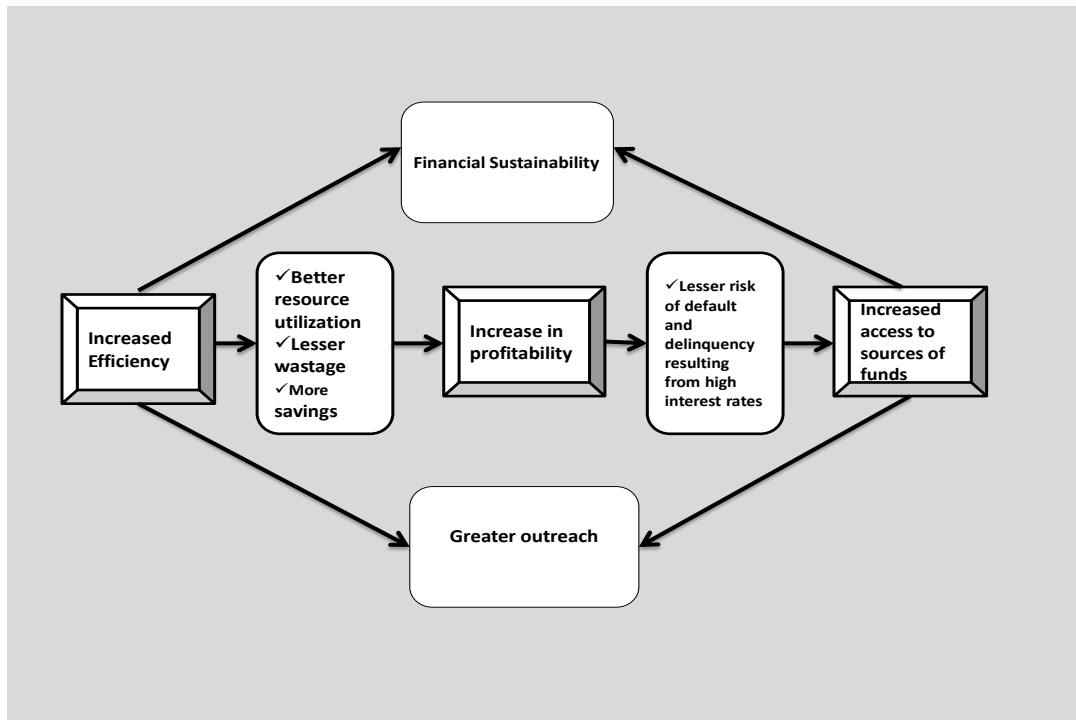 Financial Sustainability
Increased
Efficiency
✓Better
resource
utilization
✓Lesser
wastage
✓More
savings
Increase in
profitability
✓Lesser risk
of default
and
delinquency
resulting
from high
interest rates
Increased
access to
sources of
funds
Greater outreach